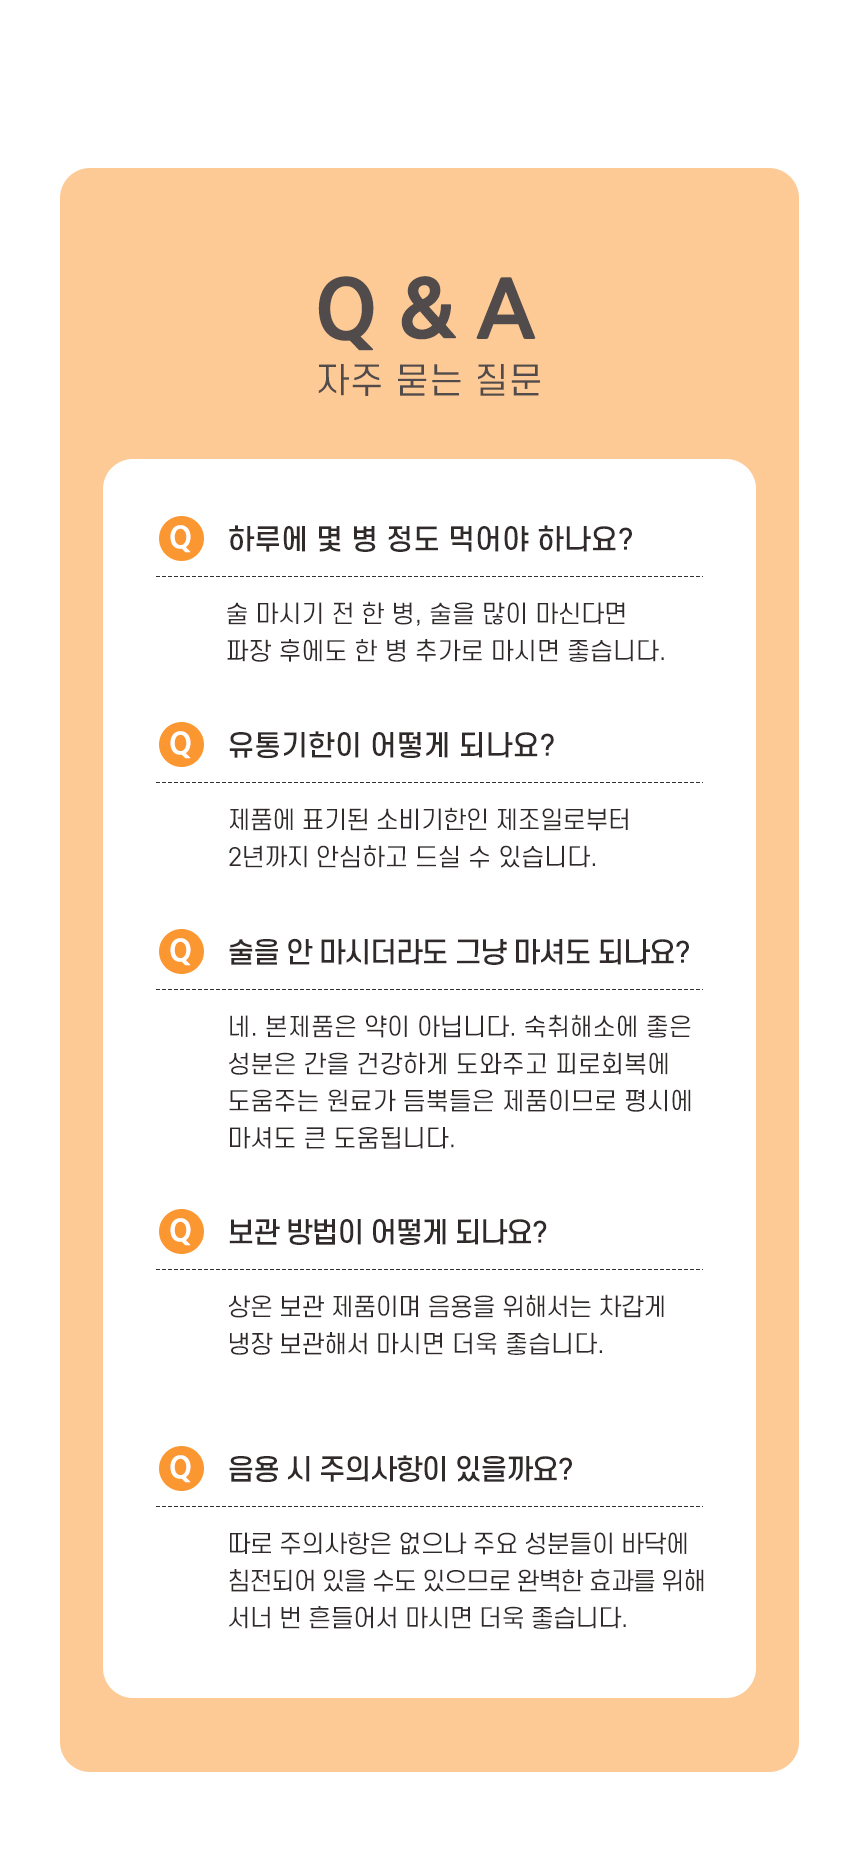 Q & A
자주 묻는 질문
Q 하루에 몇 병 정도 먹어야 하나요?
술 마시기 전 한 병, 술을 많이 마신다면
파장 후에도 한 병 추가로 마시면 좋습니다.
Q 유통기한이 어떻게 되나요?
제품에 표기된 소비기한인 제조일로부터
2년까지 안심하고 드실 수 있습니다.
Q 술을 안 마시더라도 그냥 마셔도 되나요?
네. 본제품은 약이 아닙니다. 숙취해소에 좋은
성분은 간을 건강하게 도와주고 피로회복에
도움주는 원료가 듬뿍들은 제품이므로 평시에
마셔도 큰 도움됩니다.
Q 보관 방법이 어떻게 되나요?
상온 보관 제품이며 음용을 위해서는 차갑게
냉장 보관해서 마시면 더욱 좋습니다.
Q 음용 시 주의사항이 있을까요?
따로 주의사항은 없으나 주요 성분들이 바닥에
침전되어 있을 수도 있으므로 완벽한 효과를 위해
서너 번 흔들어서 마시면 더욱 좋습니다.